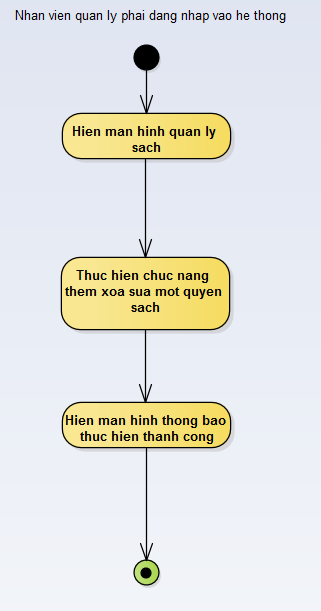 Nhan vien quan ly phai dang nhap vao he thong
Hien man hinh quan ly
sach
Thuc hien chuc nang
them xoa sua mot quyen
sach
Hien man hinh thong bao
thuc hien thanh cong